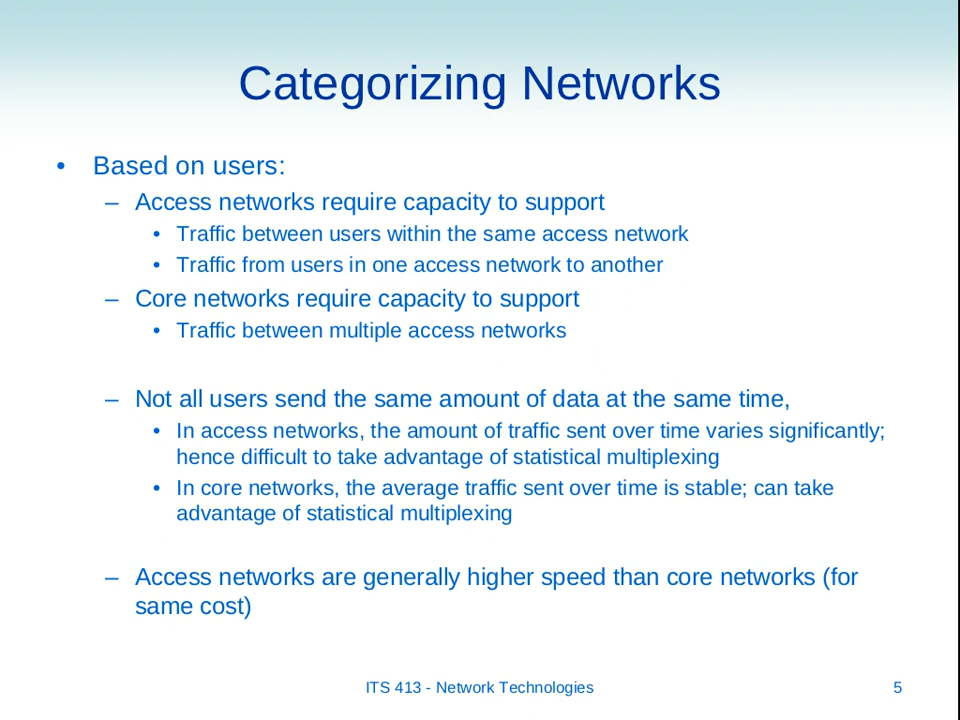 Categorizing Networks
• Based on users:
– Access networks require capacity to support
• Traffic between users within the same access network
• Traffic from users in one access network to another
– Core networks require capacity to support
• Traffic between multiple access networks
– Not all users send the same amount of data at the same time,
• In access networks, the amount of traffic sent over time varies significantly;
hence difficult to take advantage of statistical multiplexing
• In core networks, the average traffic sent over time is stable; can take
advantage of statistical multiplexing
– Access networks are generally higher speed than core networks (for
same cost)
ITS 413 - Network Technologies
5